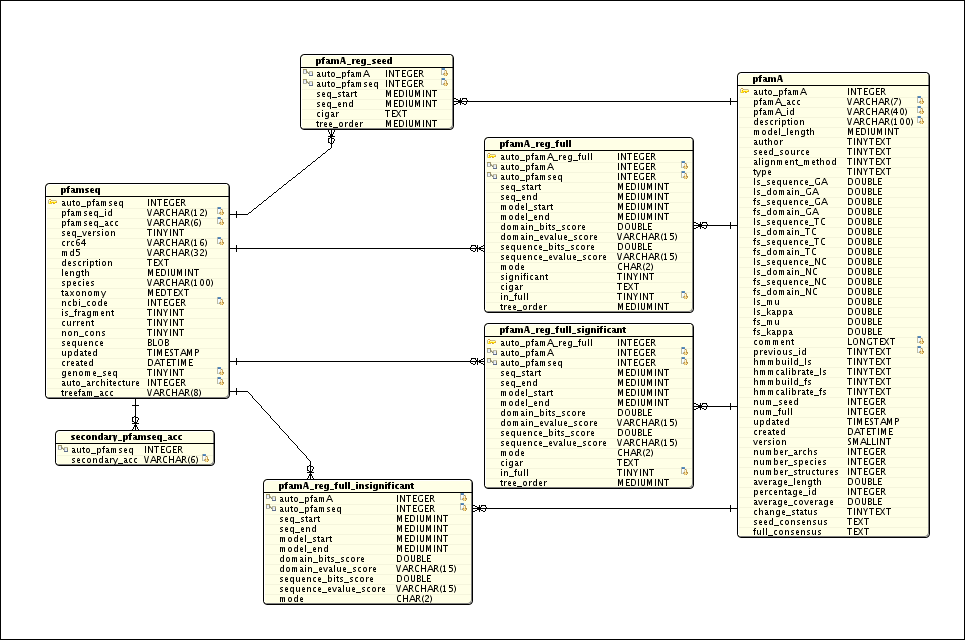 pfamA_reg_seed
auto_pfamA INTEGER
auto_pfamseq INTEGER
seq_start MEDIUMINT
seq_end MEDIUMINT
cigar TEXT
tree_order MEDIUMINT
pfamA
auto_pfamA INTEGER
pfamA_acc VARCHAR(7)
pfamA_id VARCHAR(40)
description VARCHAR(100)
model_length MEDIUMINT
author TINYTEXT
seed_source TINYTEXT
alignment_method TINYTEXT
type TINYTEXT
ls_sequence_GA DOUBLE
ls_domain_GA DOUBLE
fs_sequence_GA DOUBLE
fs_domain_GA DOUBLE
ls_sequence_TC DOUBLE
ls_domain_TC DOUBLE
fs_sequence_TC DOUBLE
fs_domain_TC DOUBLE
ls_sequence_NC DOUBLE
ls_domain_NC DOUBLE
fs_sequence_NC DOUBLE
fs_domain_NC DOUBLE
ls_mu DOUBLE
ls_kappa DOUBLE
fs_mu DOUBLE
fs_kappa DOUBLE
comment LONGTEXT
previous_id TINYTEXT
hmmbuild_ls TINYTEXT
hmmcalibrate_ls TINYTEXT
hmmbuild_fs TINYTEXT
hmmcalibrate_fs TINYTEXT
num_seed INTEGER
num_full INTEGER
updated TIMESTAMP
created DATETIME
version SMALLINT
number_archs INTEGER
number_species INTEGER
number_structures INTEGER
average_length DOUBLE
percentage_id INTEGER
average_coverage DOUBLE
change_status TINYTEXT
seed_consensus TEXT
full_consensus TEXT
pfamA_reg_full
auto_pfamA_reg_full INTEGER
auto_pfamA INTEGER
auto_pfamseq INTEGER
seq_start MEDIUMINT
seq_end MEDIUMINT
model_start MEDIUMINT
model_end MEDIUMINT
domain_bits_score DOUBLE
domain_evalue_score VARCHAR(15)
sequence_bits_score DOUBLE
sequence_evalue_score VARCHAR(15)
mode CHAR(2)
significant TINYINT
cigar TEXT
in_full TINYINT
tree_order MEDIUMINT
pfamseq
auto_pfamseq INTEGER
pfamseq_id VARCHAR(12)
pfamseq_acc VARCHAR(6)
seq_version TINYINT
crc64 VARCHAR(16)
md5 VARCHAR(32)
description TEXT
length MEDIUMINT
species VARCHAR(100)
taxonomy MEDTEXT
ncbi_code INTEGER
is_fragment TINYINT
current TINYINT
non_cons TINYINT
sequence BLOB
updated TIMESTAMP
created DATETIME
genome_seq TINYINT
auto_architecture INTEGER
treefam_acc VARCHAR(8)
pfamA_reg_full_significant
auto_pfamA_reg_full INTEGER
auto_pfamA INTEGER
auto_pfamseq INTEGER
seq_start MEDIUMINT
seq_end MEDIUMINT
model_start MEDIUMINT
model_end MEDIUMINT
domain_bits_score DOUBLE
domain_evalue_score VARCHAR(15)
sequence_bits_score DOUBLE
sequence_evalue_score VARCHAR(15)
mode CHAR(2)
cigar TEXT
in_full TINYINT
tree_order MEDIUMINT
secondary_pfamseq_acc
auto_pfamseq INTEGER
secondary_acc VARCHAR(6)
pfamA_reg_full_insignificant
auto_pfamA INTEGER
auto_pfamseq INTEGER
seq_start MEDIUMINT
seq_end MEDIUMINT
model_start MEDIUMINT
model_end MEDIUMINT
domain_bits_score DOUBLE
domain_evalue_score VARCHAR(15)
sequence_bits_score DOUBLE
sequence_evalue_score VARCHAR(15)
mode CHAR(2)